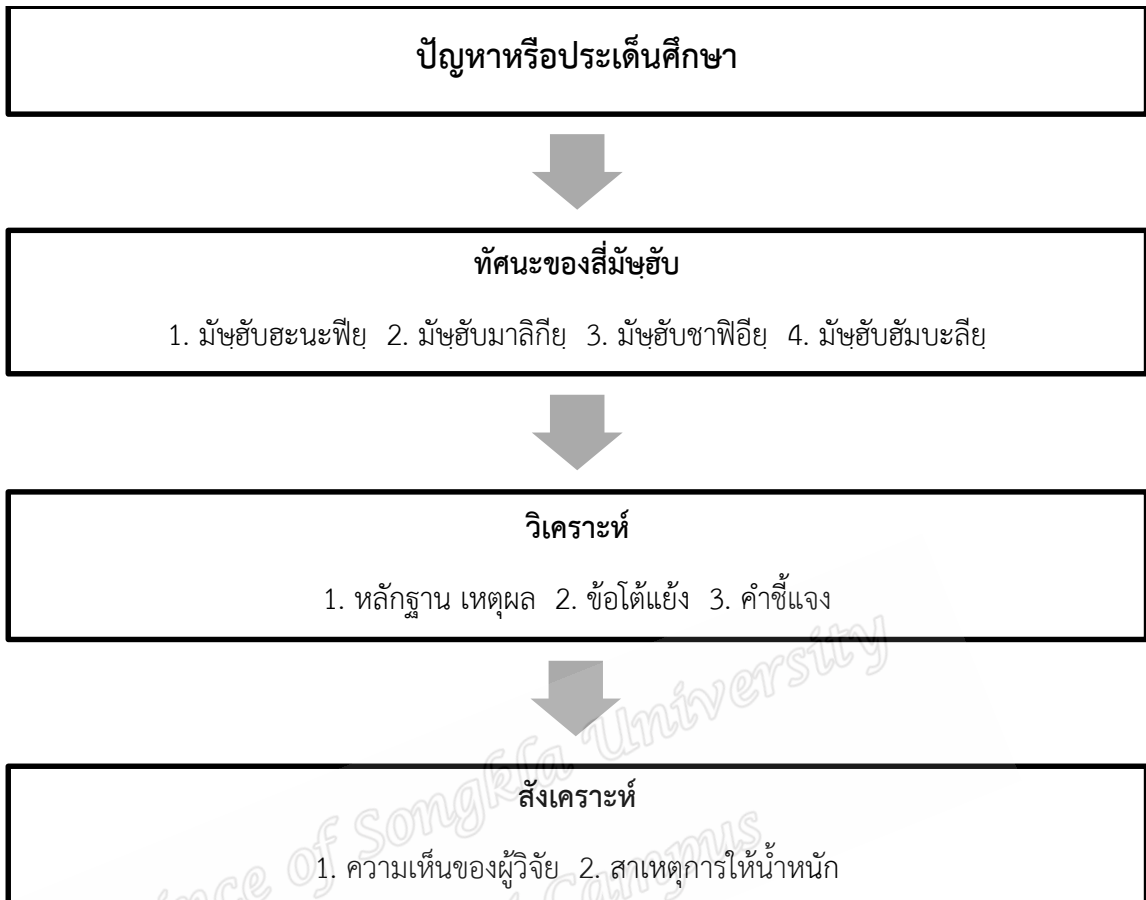 ปัญหาหรือประเด็นศึกษา
ทัศนะของสี่มัษฺฮับ
1. มัษฺฮับฮะนะฟียฺ 2. มัษฺฮับมาลิกียฺ 3. มัษฺฮับชาฟิอียฺ 4. มัษฺฮับฮัมบะลียฺ
วิเคราะห์
1. หลักฐาน เหตุผล 2. ข้อโต้แย้ง 3. คำชี้แจง
สังเคราะห์
1. ความเห็นของผู้วิจัย 2. สาเหตุการให้น้ำหนัก
of Songkla University